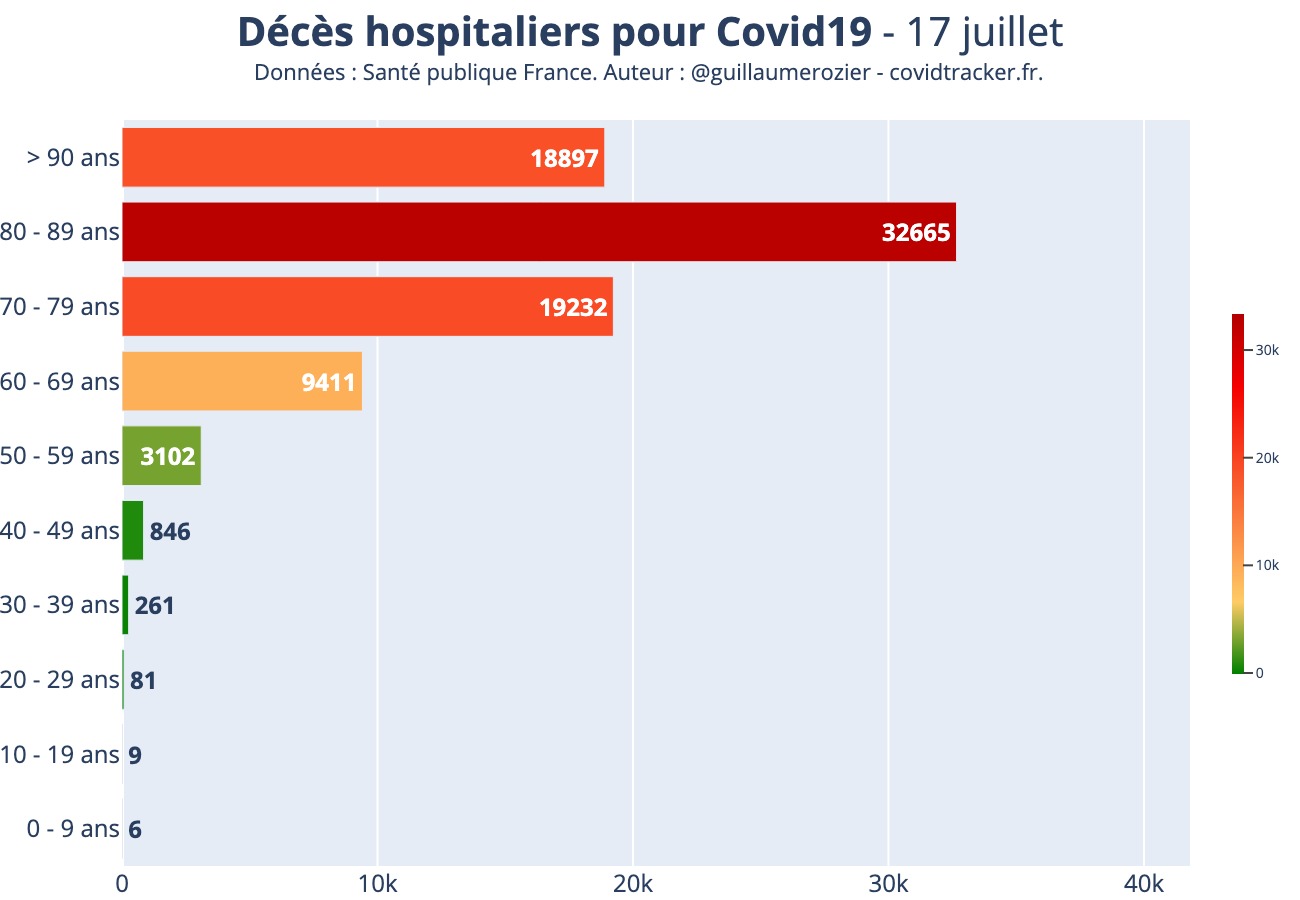 Décès hospitaliers pour Covid19 - 17 juillet
Données : Santé publique France. Auteur : @guillaumerozier - covidtracker.fr.
> 90 ans 18897
80 - 89 ans 32665
70 - 79 ans 19232
60 - 69 ans 9411
50 - 59 ans 3102
40 - 49 ans 846
30 - 39 ans 261
20 - 29 ans 81
10 - 19 ans 9
0 - 9 ans 6
0 10k 20k 30k 40k
30k
20k
10k
0